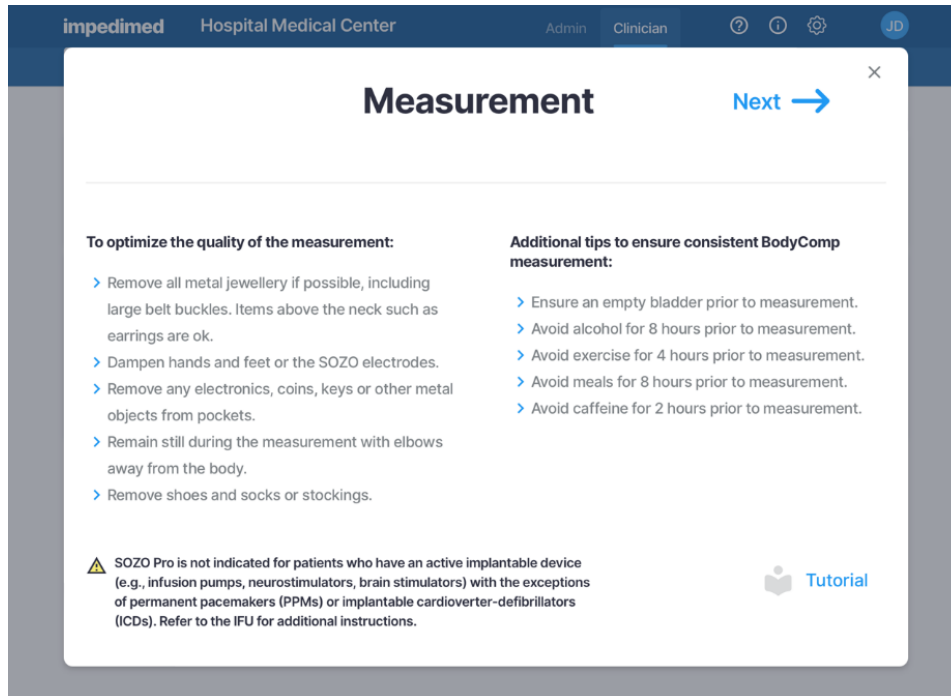 impedimed Hospital Medical Center Admin Clinician JD
Measurement
Next
To optimize the quality of the measurement:
Remove all metal jewellery if possible, including
large belt buckles. Items above the neck such as
earrings are ok.
Dampen hands and feet or the SOZO electrodes.
Remove any electronics, coins, keys or other metal
objects from pockets.
Remain still during the measurement with elbows
away from the body.
Remove shoes and socks or stockings.
Additional tips to ensure consistent BodyComp
measurement:
Ensure an empty bladder prior to measurement.
Avoid alcohol for 8 hours prior to measurement.
Avoid exercise for 4 hours prior to measurement.
Avoid meals for 8 hours prior to measurement.
Avoid caffeine for 2 hours prior to measurement.
SOZO Pro is not indicated for patients who have an active implantable device
(e.g., infusion pumps, neurostimulators, brain stimulators) with the exceptions
of permanent pacemakers (PPMs) or implantable cardioverter-defibrillators
(ICDs). Refer to the IFU for additional instructions.
Tutorial